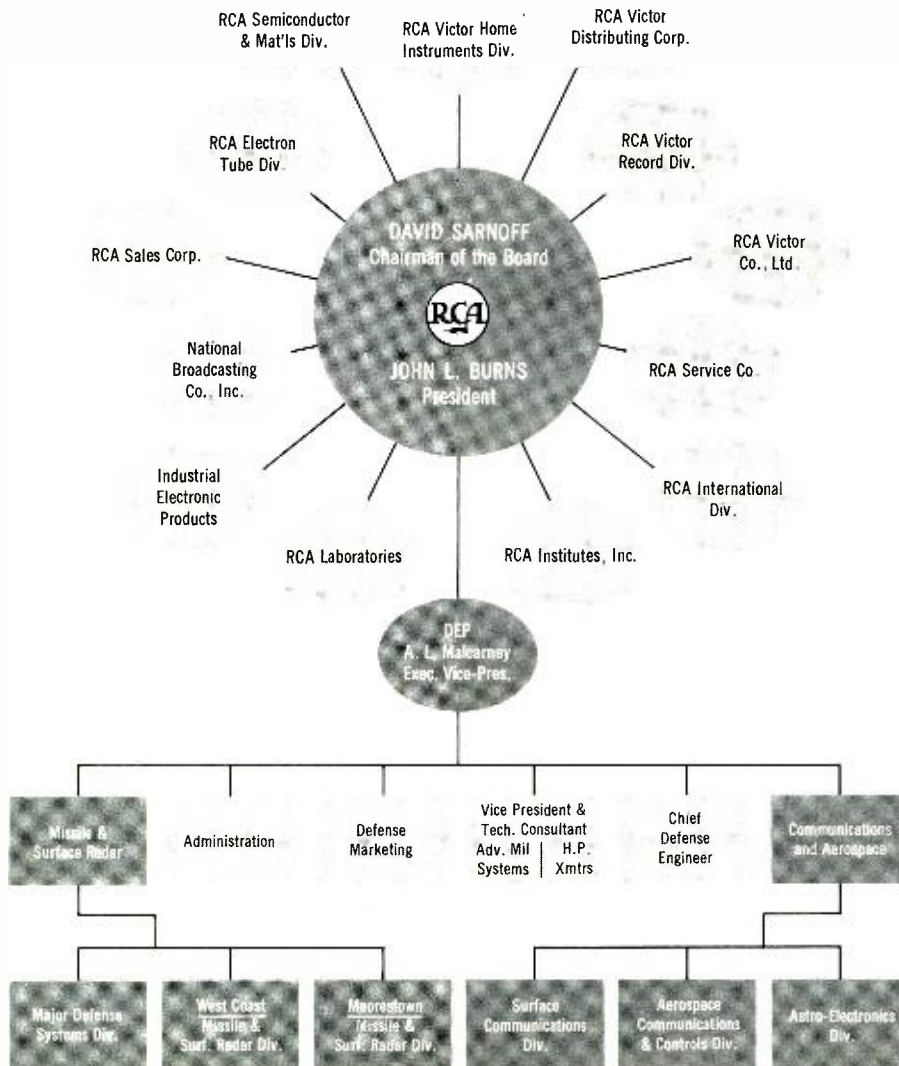 RCA Semiconductor
& Mat'ls Div.
RCA Victor Home
Instruments Div.
RCA Victor
Distributing Corp.
RCA Electron
Tube Div.
RCA Victor
Record Div.
RCA Sales Corp.
RCA Victor
Co., Ltd.
DAVID SARNOFF
Chairman of the Board
RCA
JOHN L. BURNS
President
National
Broadcasting
Co., Inc.
RCA Service Co.
Industrial
Electronic
Products
RCA International
Div.
RCA Laboratories
RCA Institutes, Inc.
DEP
A. L. Malcarney
Exec. Vice-Pres.
Missile &
Surface Radar
Administration
Defense
Marketing
Vice President &
Tech. Consultant
Adv. Mil
Systems
H.P.
Xmtrs
Chief
Defense
Engineer
Communications
and Aerospace
Major Defense
Systems Div.
West Coast
Missile &
Surf. Radar Div.
Moorestown
Missile &
Surf. Radar Div.
Surface
Communications
Div.
Aerospace
Communications
& Controls Div.
Astro-Electronics
Div.